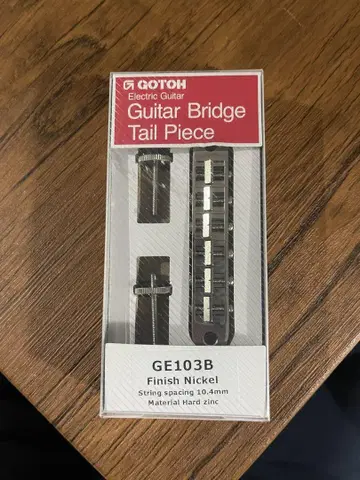 GOTOH
Electric Guitar
Guitar Bridge
Tail Piece
GE103B
Finish Nickel
String spacing 10.4mm
Material Hard zinc